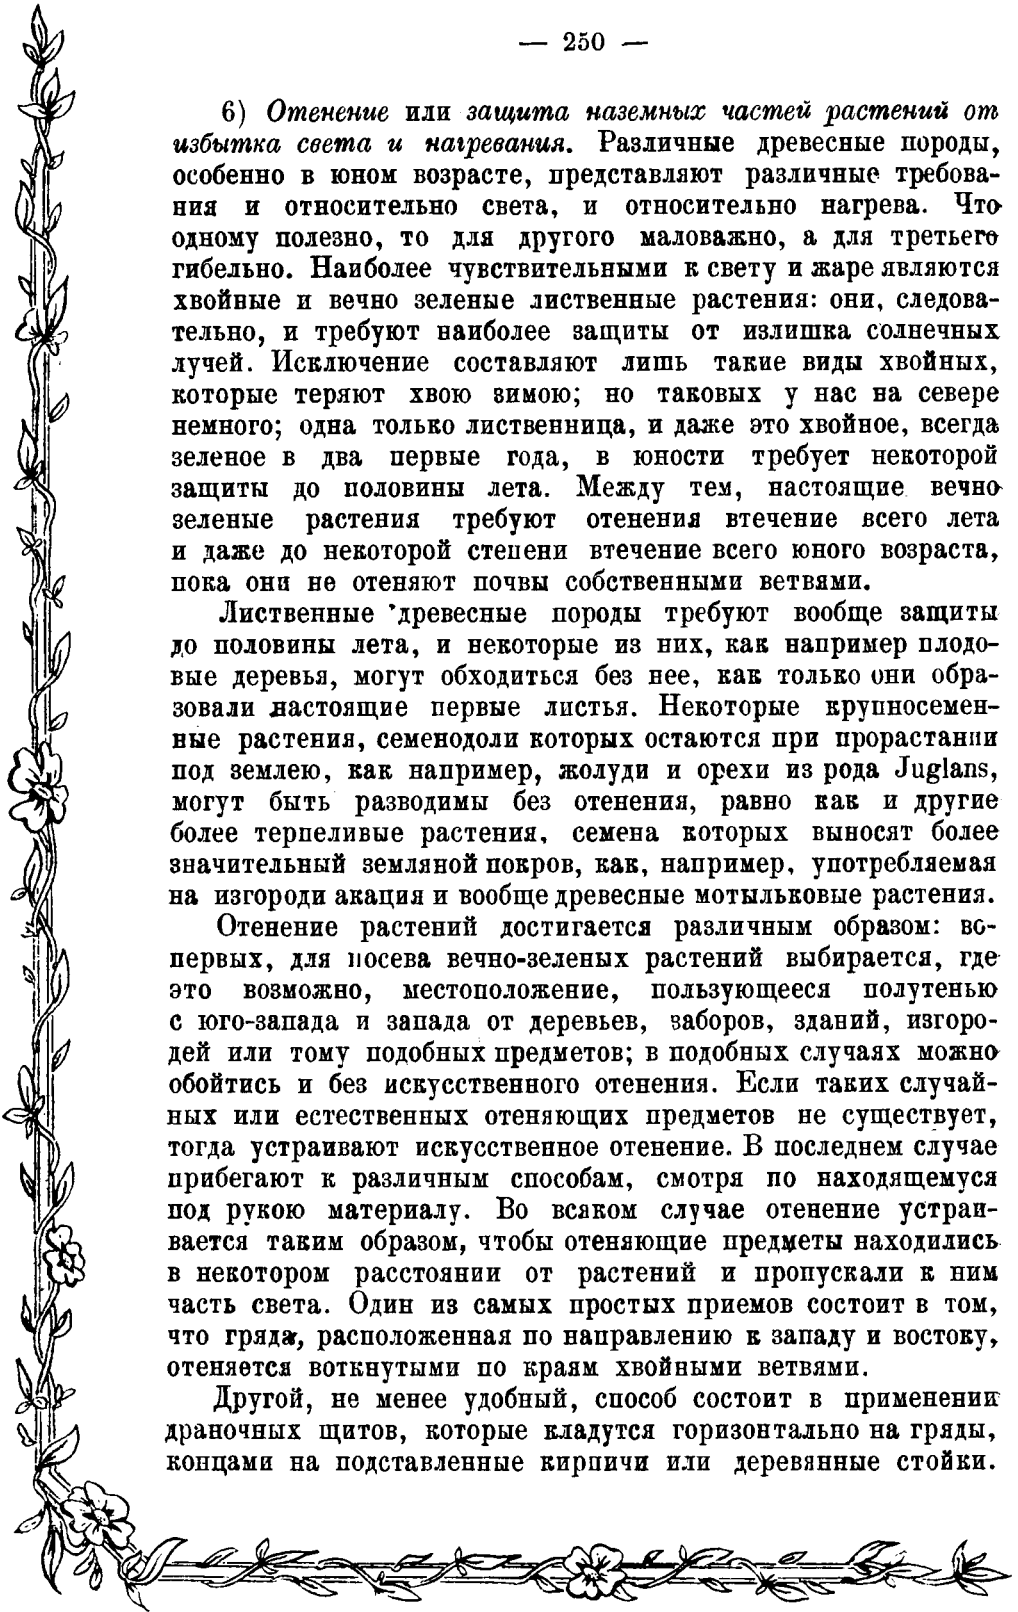 — 250 —
6) Отенение или защита наземных частей растений от
избытка света и нагревания. Различные древесные породы,
особенно в юном возрасте, представляют различные требова-
ния и относительно света, и относительно нагрева. Что
одному полезно, то для другого маловажно, а для третьего
гибельно. Наиболее чувствительными к свету и жаре являются
хвойные и вечно зеленые лиственные растения: они, следова-
тельно, и требуют наиболее защиты от излишка солнечных
лучей. Исключение составляют лишь такие виды хвойных,
которые теряют хвою зимою; но таковых у нас на севере
немного; одна только лиственница, и даже это хвойное, всегда
зеленое в два первые года, в юности требует некоторой
защиты до половины лета. Между тем, настоящие вечно-
зеленые растения требуют отенения втечение всего лета
и даже до некоторой степени втечение всего юного возраста,
пока они не отеняют почвы собственными ветвями.
Лиственные древесные породы требуют вообще защиты
до половины лета, и некоторые из них, как например плодо-
вые деревья, могут обходиться без нее, как только они обра-
зовали настоящие первые листья. Некоторые крупносемен-
ные растения, семенодоли которых остаются при прорастании
под землею, как например, жолуди и орехи из рода Juglans,
могут быть разводимы без отенения, равно как и другие
более терпеливые растения, семена которых выносят более
значительный земляной покров, как, например, употребляемая
на изгороди акация и вообще древесные мотыльковые растения.
Отенение растений достигается различным образом: во-
первых, для посева вечно-зеленых растений выбирается, где
это возможно, местоположение, пользующееся полутенью
с юго-запада и запада от деревьев, заборов, зданий, изгоро-
дей или тому подобных предметов; в подобных случаях можно
обойтись и без искусственного отенения. Если таких случай-
ных или естественных отеняющих предметов не существует,
тогда устраивают искусственное отенение. В последнем случае
прибегают к различным способам, смотря по находящемуся
под рукою материалу. Во всяком случае отенение устраи-
вается таким образом, чтобы отеняющие предметы находились
в некотором расстоянии от растений и пропускали к ним
часть света. Один из самых простых приемов состоит в том,
что гряда, расположенная по направлению к западу и востоку,
отеняется воткнутыми по краям хвойными ветвями.
Другой, не менее удобный, способ состоит в применении
драночных щитов, которые кладутся горизонтально на гряды,
концами на подставленные кирпичи или деревянные стойки.